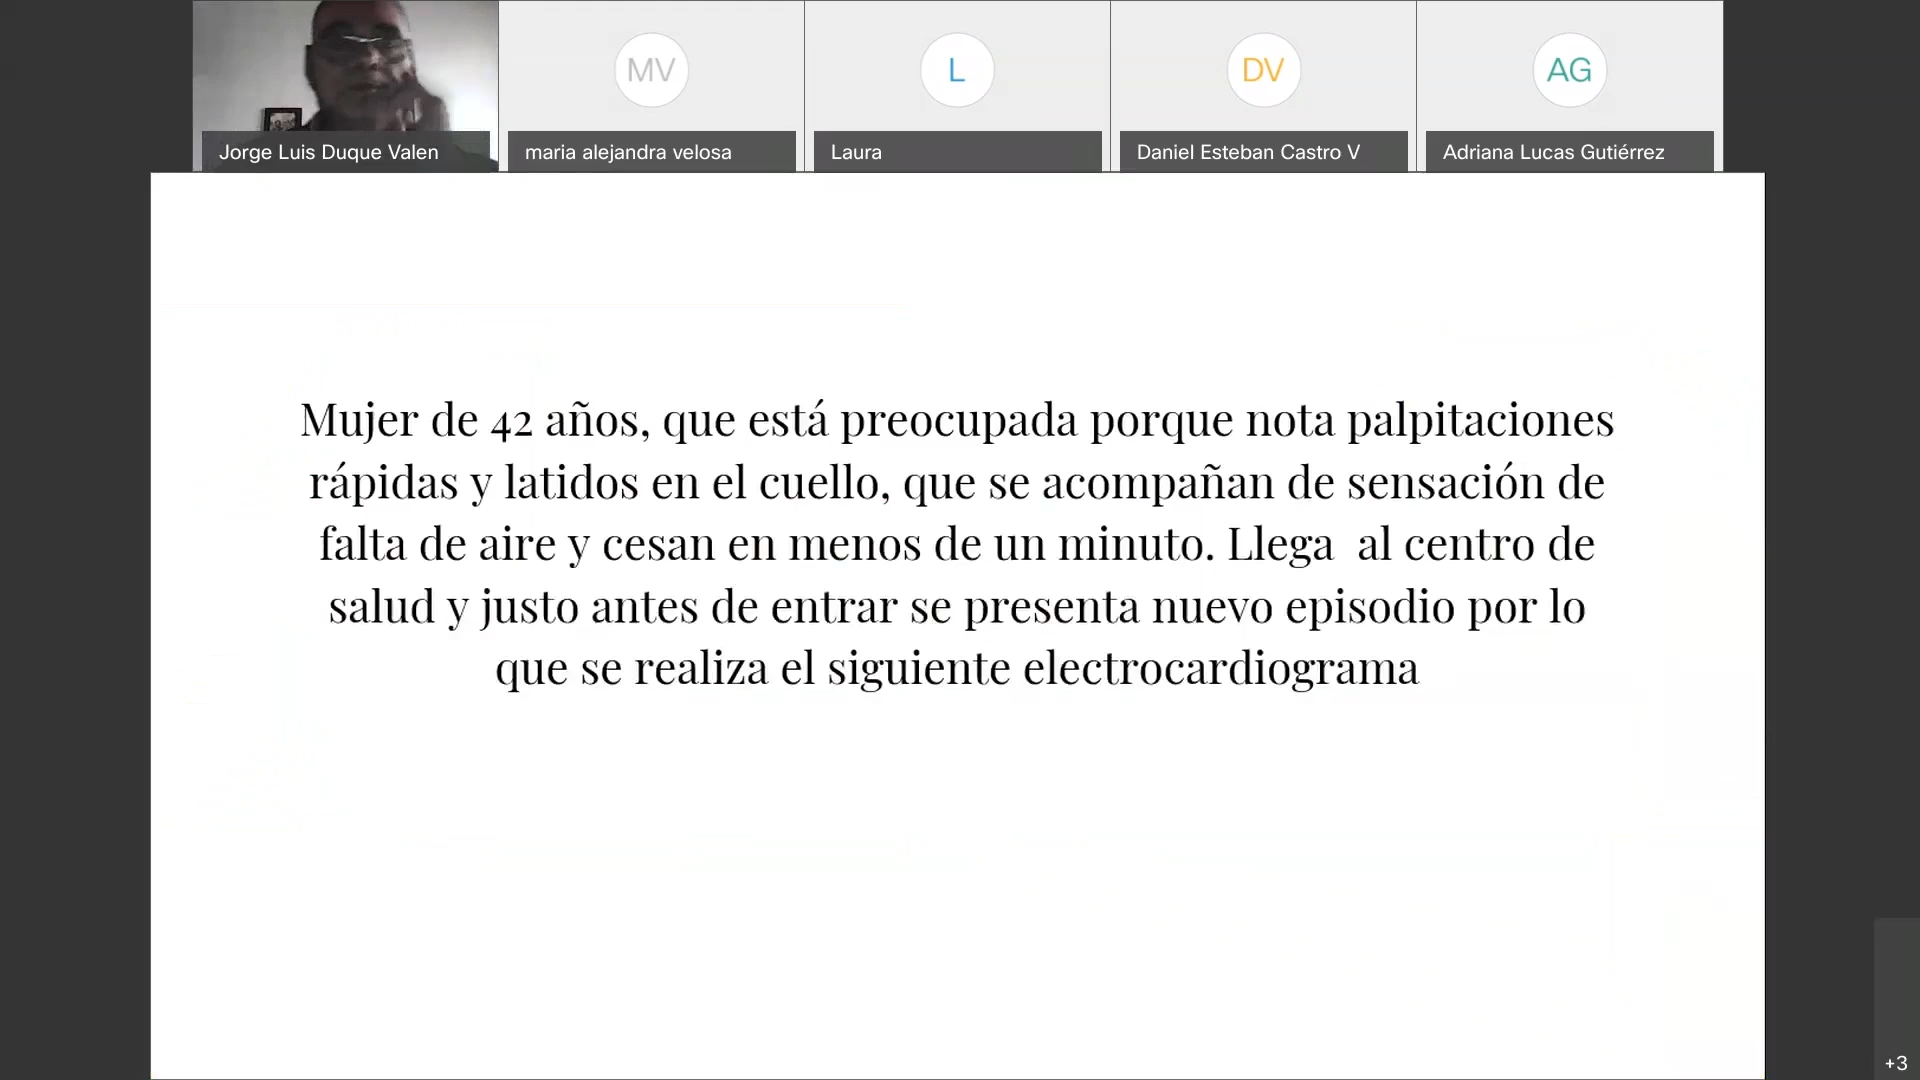 MV
L
DV
AG
Jorge Luis Duque Valen
maria alejandra velosa
Laura
Daniel Esteban Castro V
Adriana Lucas Gutiérrez
Mujer de 42 años, que está preocupada porque nota palpitaciones
rápidas y latidos en el cuello, que se acompañan de sensación de
falta de aire y cesan en menos de un minuto. Llega  al centro de
salud y justo antes de entrar se presenta nuevo episodio por lo
que se realiza el siguiente electrocardiograma
+3